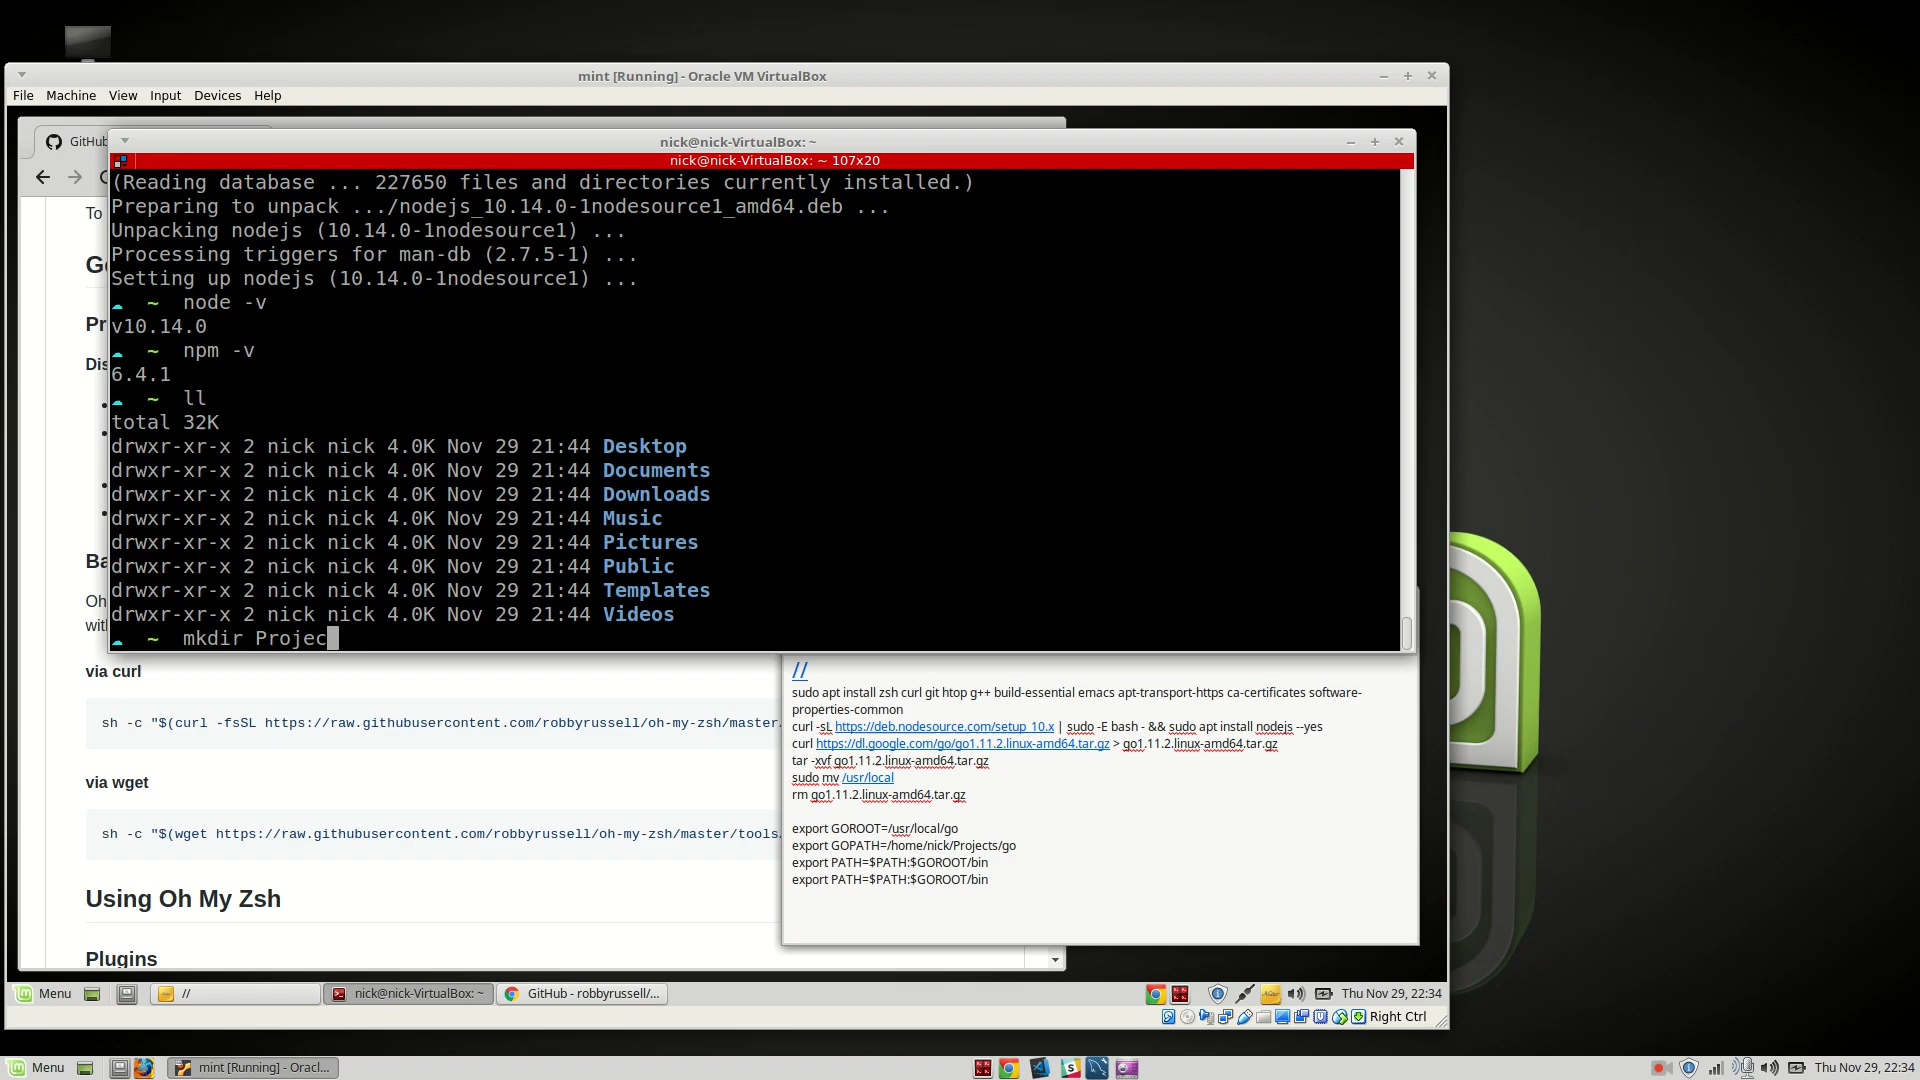 mint [Running] - Oracle VM VirtualBox
File Machine View Input Devices Help
GitHub
nick@nick-VirtualBox: ~
nick@nick-VirtualBox: ~ 107x20
(Reading database ... 227650 files and directories currently installed.)
Preparing to unpack .../nodejs_10.14.0-1nodesource1_amd64.deb ...
Unpacking nodejs (10.14.0-1nodesource1) ...
Processing triggers for man-db (2.7.5-1) ...
Setting up nodejs (10.14.0-1nodesource1) ...
~ node -v
v10.14.0
~ npm -v
6.4.1
~ ll
total 32K
drwxr-xr-x 2 nick nick 4.0K Nov 29 21:44 Desktop
drwxr-xr-x 2 nick nick 4.0K Nov 29 21:44 Documents
drwxr-xr-x 2 nick nick 4.0K Nov 29 21:44 Downloads
drwxr-xr-x 2 nick nick 4.0K Nov 29 21:44 Music
drwxr-xr-x 2 nick nick 4.0K Nov 29 21:44 Pictures
drwxr-xr-x 2 nick nick 4.0K Nov 29 21:44 Public
drwxr-xr-x 2 nick nick 4.0K Nov 29 21:44 Templates
drwxr-xr-x 2 nick nick 4.0K Nov 29 21:44 Videos
~ mkdir Projec
To
Ge
Pr
Dis
Ba
Oh
with
via curl
sh -c "$(curl -fsSL https://raw.githubusercontent.com/robbyrussell/oh-my-zsh/master/
via wget
sh -c "$(wget https://raw.githubusercontent.com/robbyrussell/oh-my-zsh/master/tools/
Using Oh My Zsh
Plugins
//
sudo apt install zsh curl git htop g++ build-essential emacs apt-transport-https ca-certificates software-
properties-common
curl -sL https://deb.nodesource.com/setup_10.x | sudo -E bash - && sudo apt install nodejs --yes
curl https://dl.google.com/go/go1.11.2.linux-amd64.tar.gz > go1.11.2.linux-amd64.tar.gz
tar -xvf go1.11.2.linux-amd64.tar.gz
sudo mv /usr/local
rm go1.11.2.linux-amd64.tar.gz
export GOROOT=/usr/local/go
export GOPATH=/home/nick/Projects/go
export PATH=$PATH:$GOROOT/bin
export PATH=$PATH:$GOROOT/bin
Menu // nick@nick-VirtualBox: ~ GitHub - robbyrussell/... Thu Nov 29, 22:34
Right Ctrl
Menu mint [Running] - Oracl... Thu Nov 29, 22:34